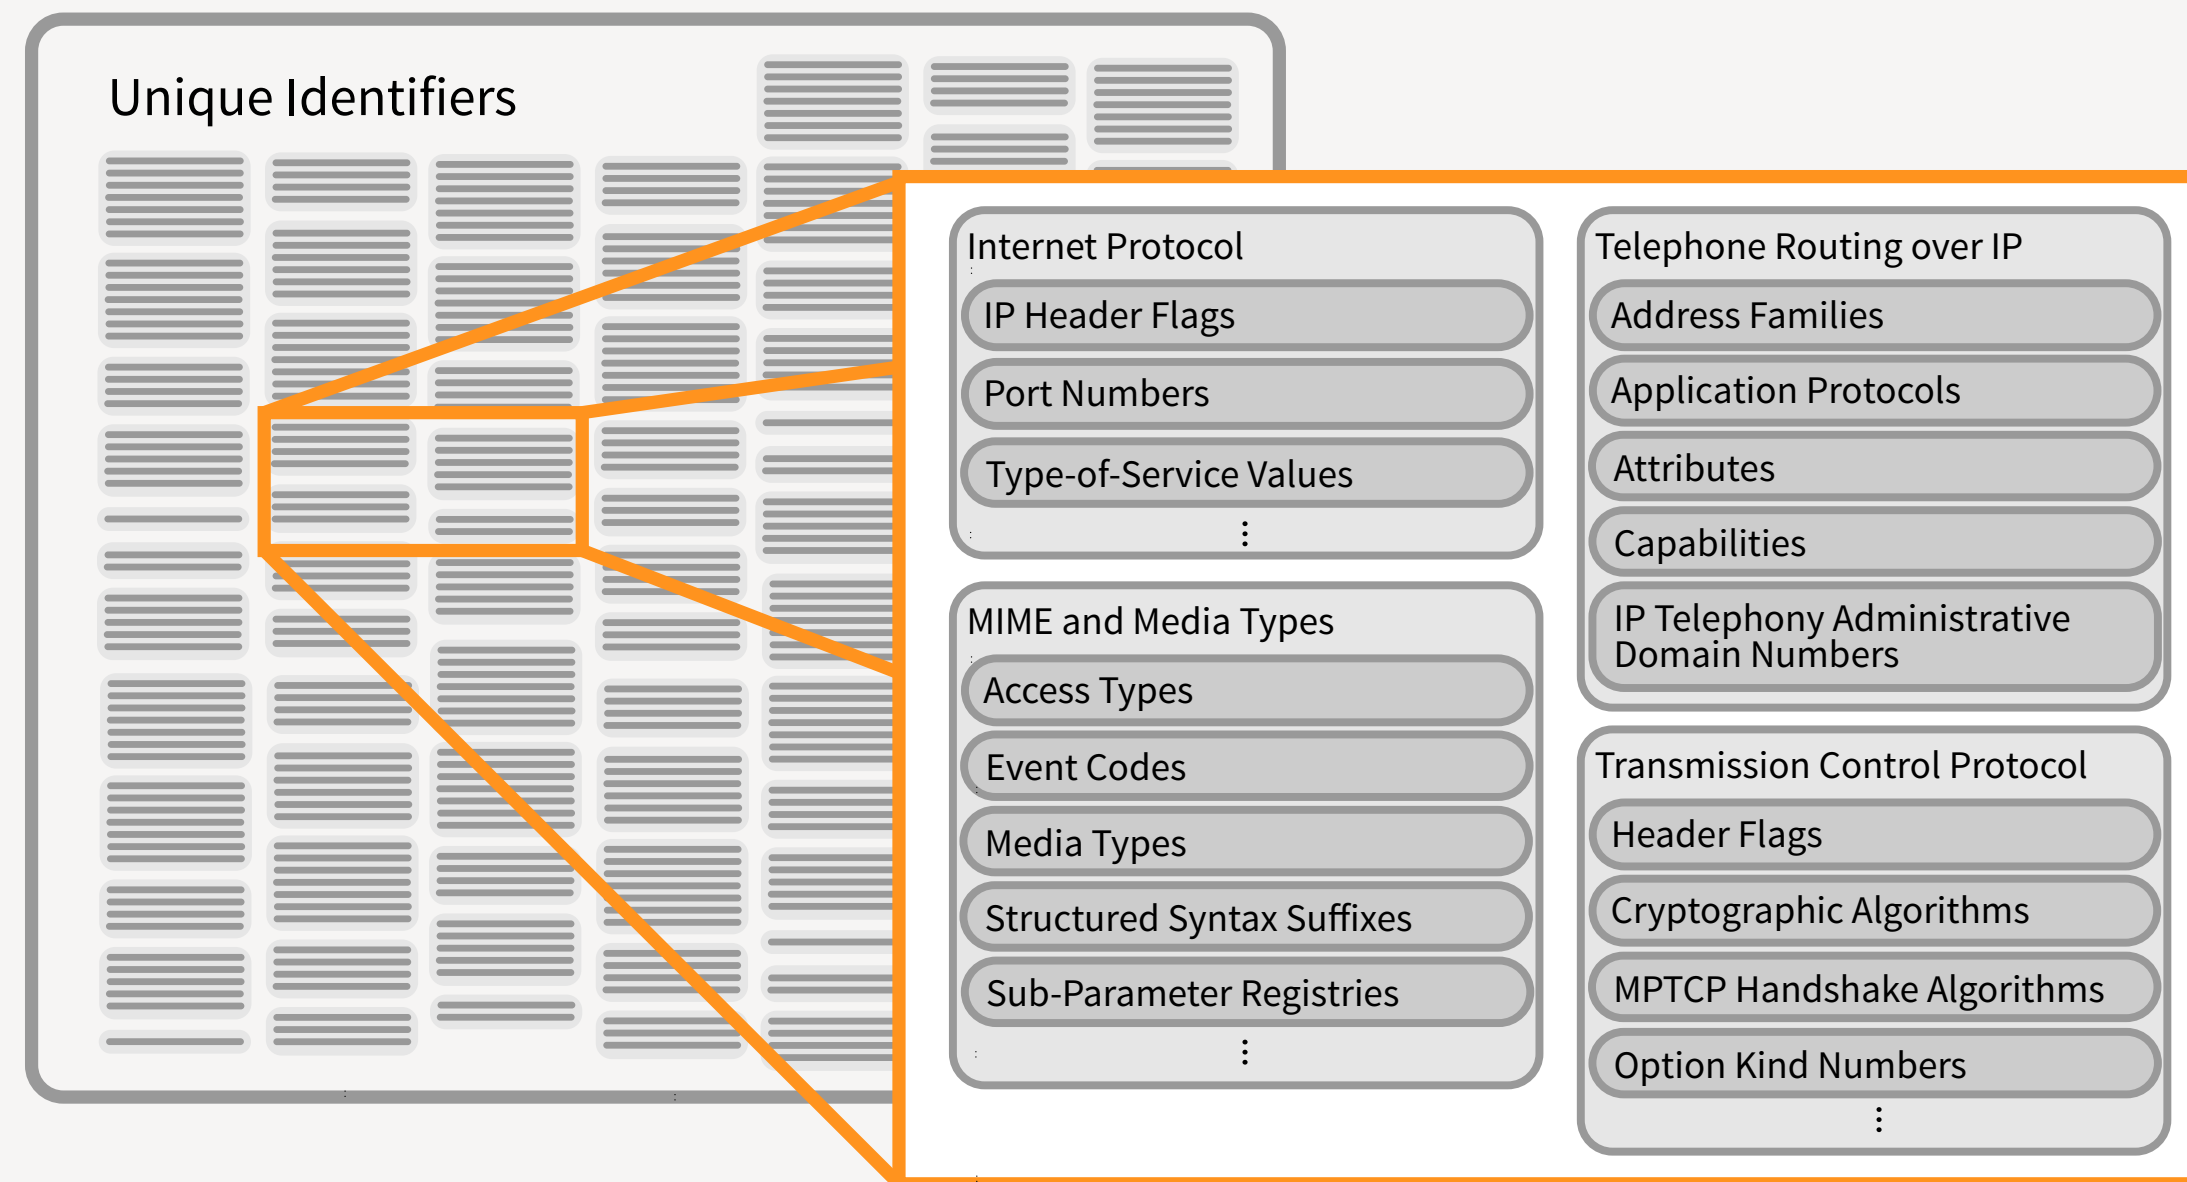 Unique Identifiers
Internet Protocol
IP Header Flags
Port Numbers
Type-of-Service Values
⋮
MIME and Media Types
Access Types
Event Codes
Media Types
Structured Syntax Suffixes
Sub-Parameter Registries
⋮
Telephone Routing over IP
Address Families
Application Protocols
Attributes
Capabilities
IP Telephony Administrative
Domain Numbers
Transmission Control Protocol
Header Flags
Cryptographic Algorithms
MPTCP Handshake Algorithms
Option Kind Numbers
⋮